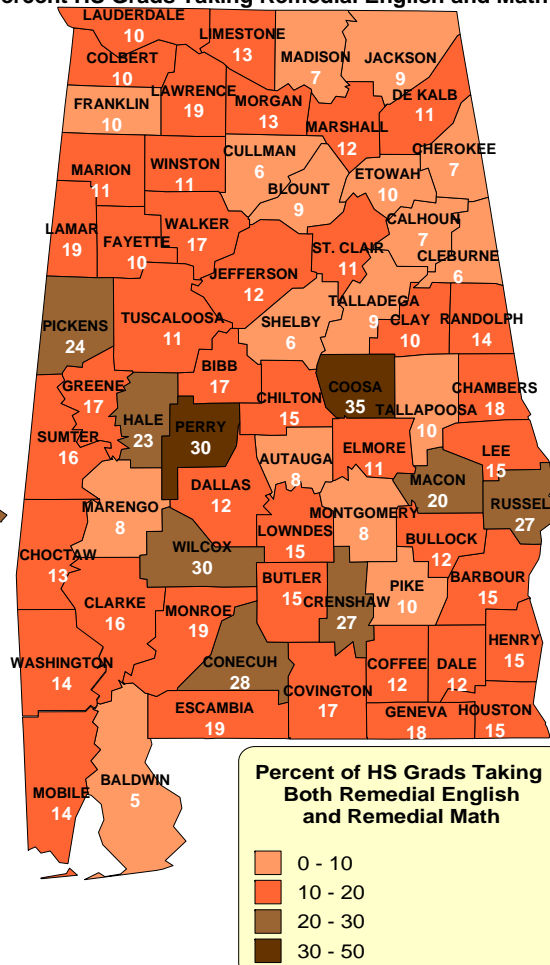 ercent HS Grads Taking Remedial English and Math
LAUDERDALE
10
LIMESTONE
13
MADISON
7
JACKSON
9
COLBERT
10
FRANKLIN
10
LAWRENCE
19
MORGAN
13
MARSHALL
12
DE KALB
11
CHEROKEE
7
MARION
11
WINSTON
11
CULLMAN
6
BLOUNT
9
ETOWAH
10
CALHOUN
7
CLEBURNE
6
LAMAR
19
FAYETTE
10
WALKER
17
JEFFERSON
12
ST. CLAIR
11
TALLADEGA
9
CLAY
10
RANDOLPH
14
PICKENS
24
TUSCALOOSA
11
SHELBY
6
BIBB
17
CHILTON
15
COOSA
35
TALLAPOOSA
10
CHAMBERS
18
GREENE
17
HALE
23
PERRY
30
SUMTER
16
AUTAUGA
8
ELMORE
11
LEE
15
MACON
20
RUSSEL
27
MARENGO
8
DALLAS
12
LOWNDES
15
MONTGOMERY
8
BULLOCK
12
CHOCTAW
13
WILCOX
30
BUTLER
15
CRENSHAW
27
PIKE
10
BARBOUR
15
CLARKE
16
MONROE
19
CONECUH
28
COVINGTON
17
COFFEE
12
DALE
12
HENRY
15
WASHINGTON
14
ESCAMBIA
19
GENEVA
18
HOUSTON
15
MOBILE
14
BALDWIN
5
Percent of HS Grads Taking
Both Remedial English
and Remedial Math
0 - 10
10 - 20
20 - 30
30 - 50